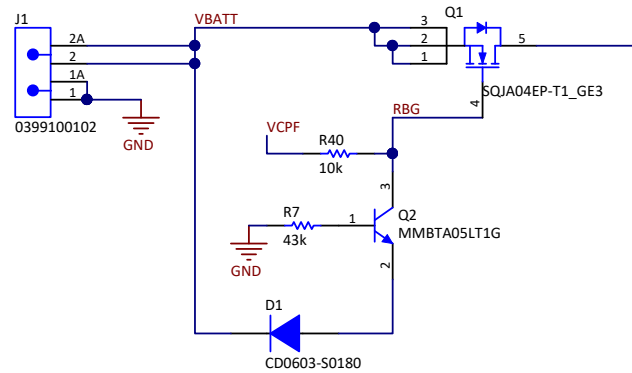 J1
VBATT
Q1
2A
2
1A
1
3
2
1
5
4
0399100102
GND
SQJA04EP-T1_GE3
RBG
VCPF
R40
10k
3
R7
43k
1
Q2
MMBTA05LT1G
GND
2
D1
CD0603-S0180